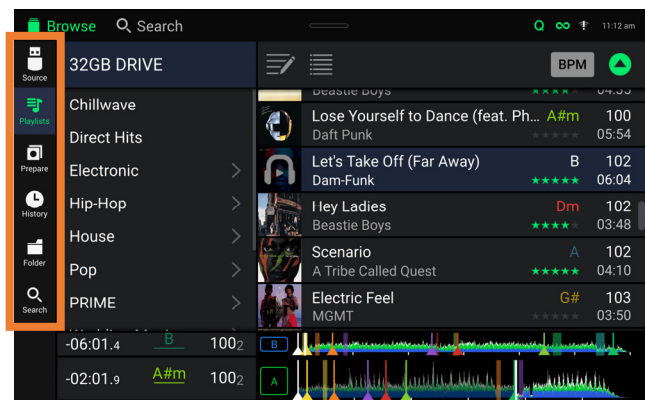 Browse Search Q 11:12 am
Source
Playlists
Prepare
History
Folder
Search
32GB DRIVE
Chillwave
Direct Hits
Electronic
Hip-Hop
House
Pop
PRIME
BPM
Beastie Boys 04:55
Lose Yourself to Dance (feat. Ph... A#m 100
Daft Punk 05:54
Let's Take Off (Far Away) B 102
Dam-Funk 06:04
Hey Ladies Dm 102
Beastie Boys 03:48
Scenario A 102
A Tribe Called Quest 04:10
Electric Feel G# 103
MGMT 03:50
-06:01.4 B 1002 B
-02:01.9 A#m 1002 A